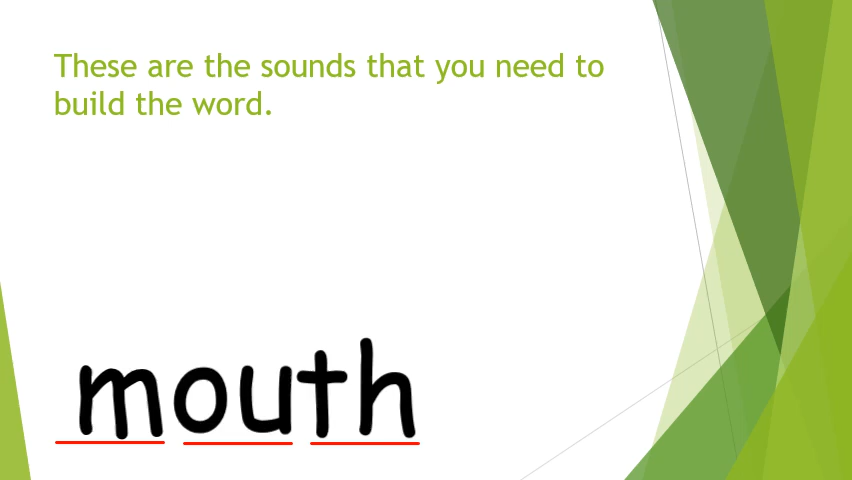 These are the sounds that you need to
build the word.
mouth